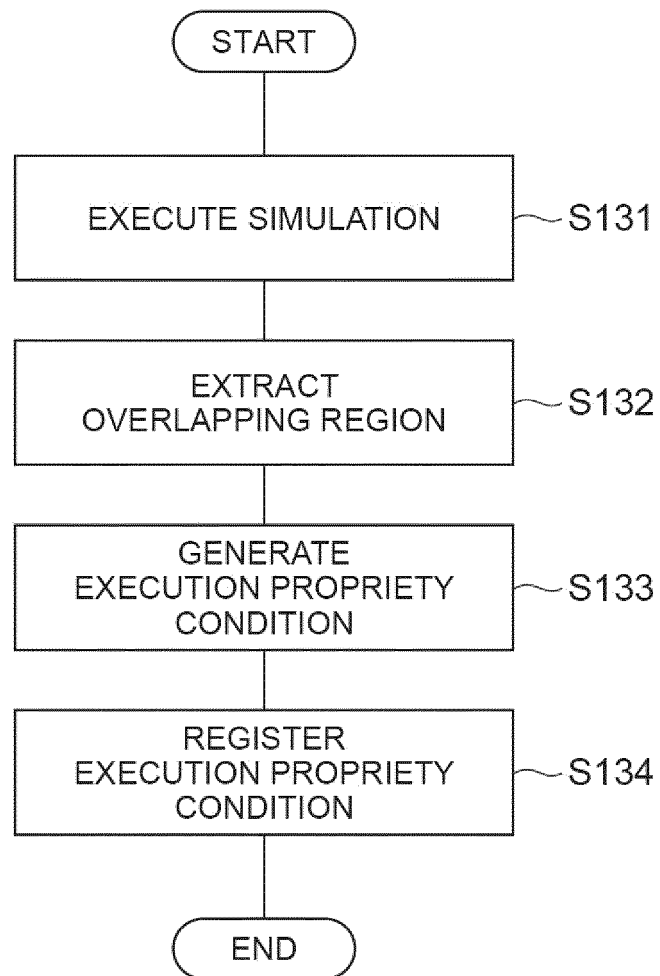 START
EXECUTE SIMULATION
S131
EXTRACT
OVERLAPPING REGION
S132
GENERATE
EXECUTION PROPRIETY
CONDITION
S133
REGISTER
EXECUTION PROPRIETY
CONDITION
S134
END